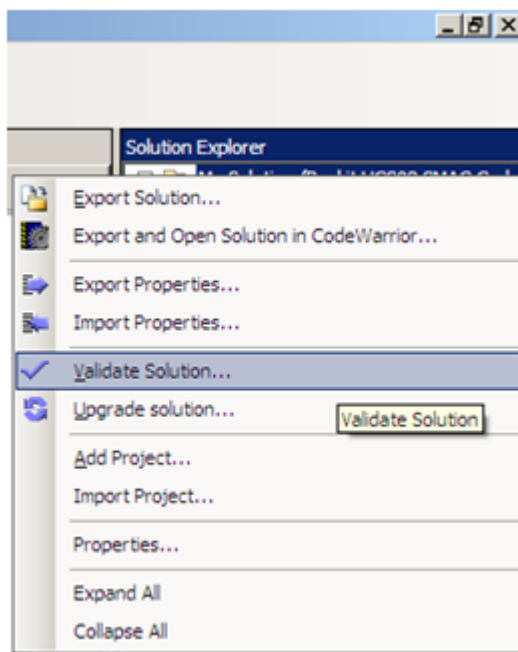 Solution Explorer
Export Solution...
Export and Open Solution in CodeWarrior...
Export Properties...
Import Properties...
Validate Solution...
Upgrade solution...
Validate Solution
Add Project...
Import Project...
Properties...
Expand All
Collapse All